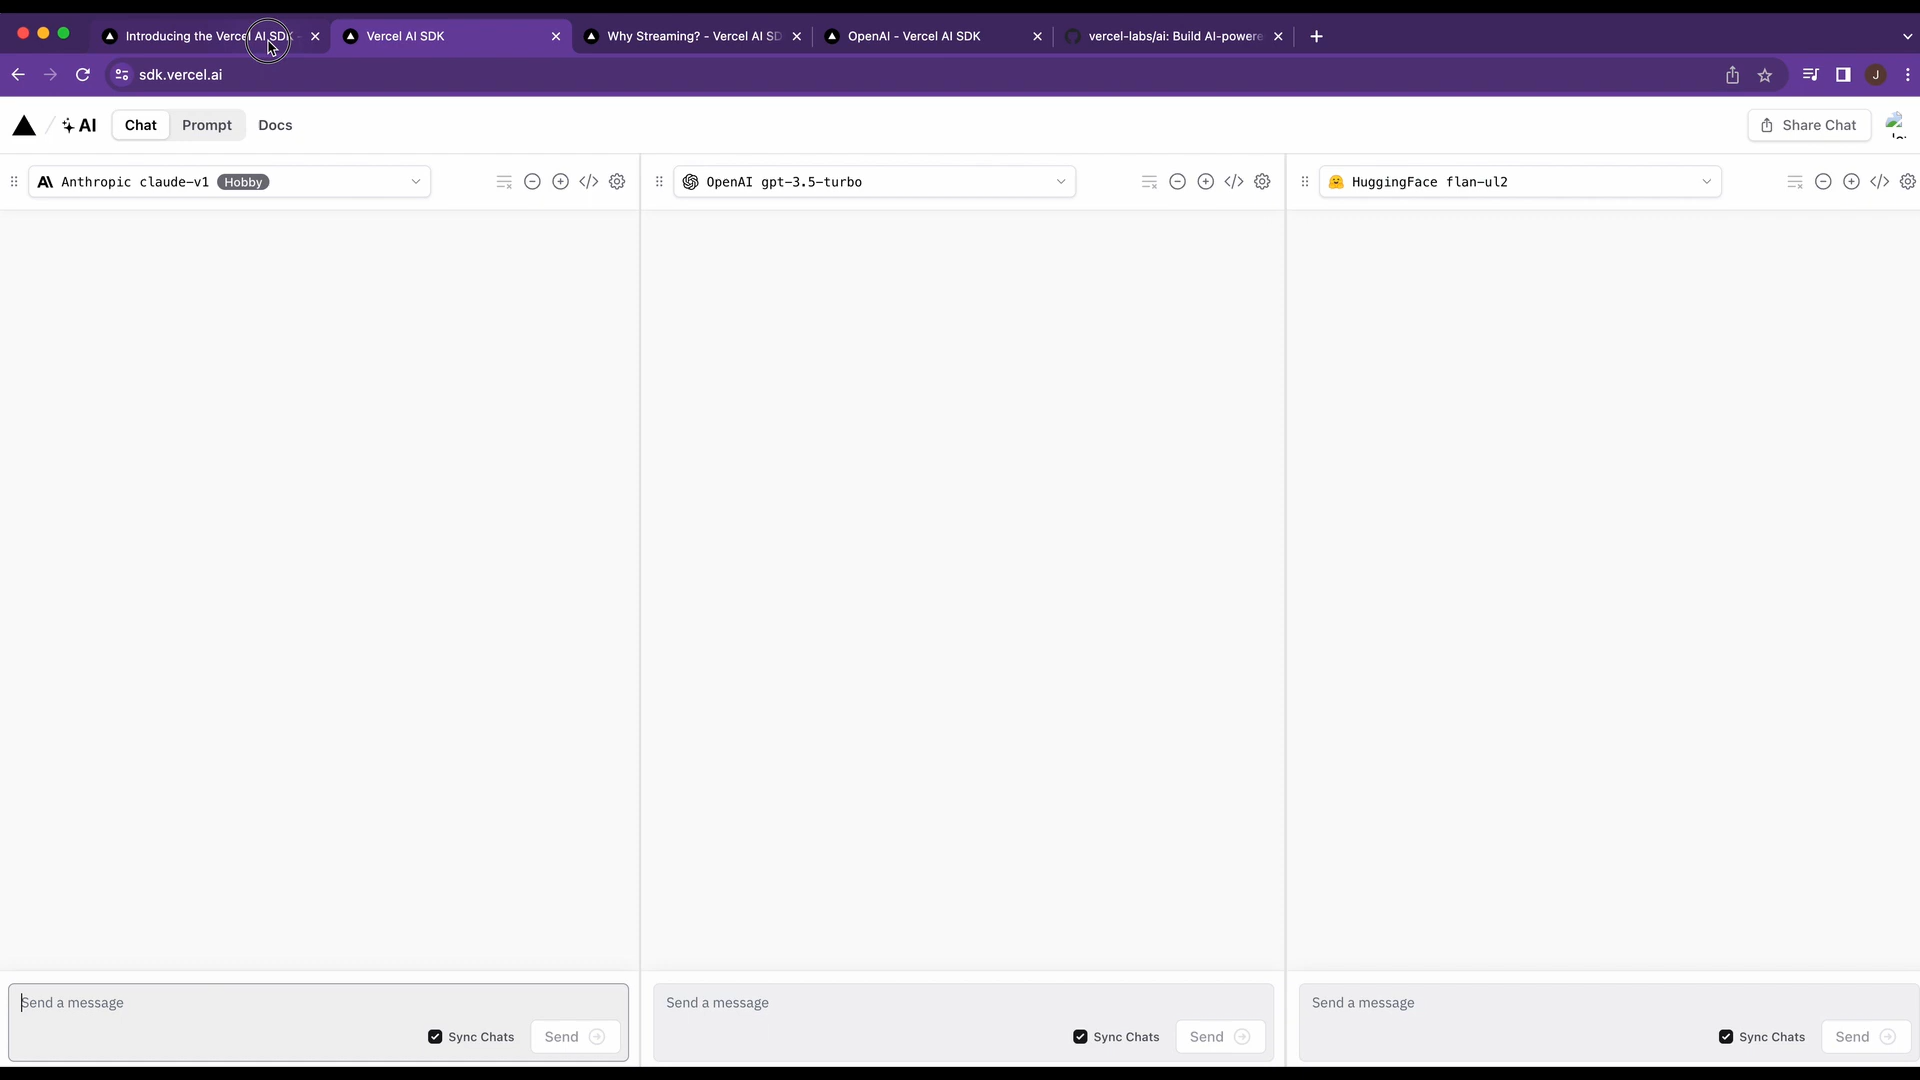 Introducing the Vercel AI SDK -
Vercel AI SDK
Why Streaming? - Vercel AI SD
OpenAI - Vercel AI SDK
vercel-labs/ai: Build AI-powere
sdk.vercel.ai
J
AI
Chat
Prompt
Docs
Share Chat
Anthropic claude-v1 Hobby
OpenAI gpt-3.5-turbo
HuggingFace flan-ul2
Send a message
Sync Chats
Send
Send a message
Sync Chats
Send
Send a message
Sync Chats
Send